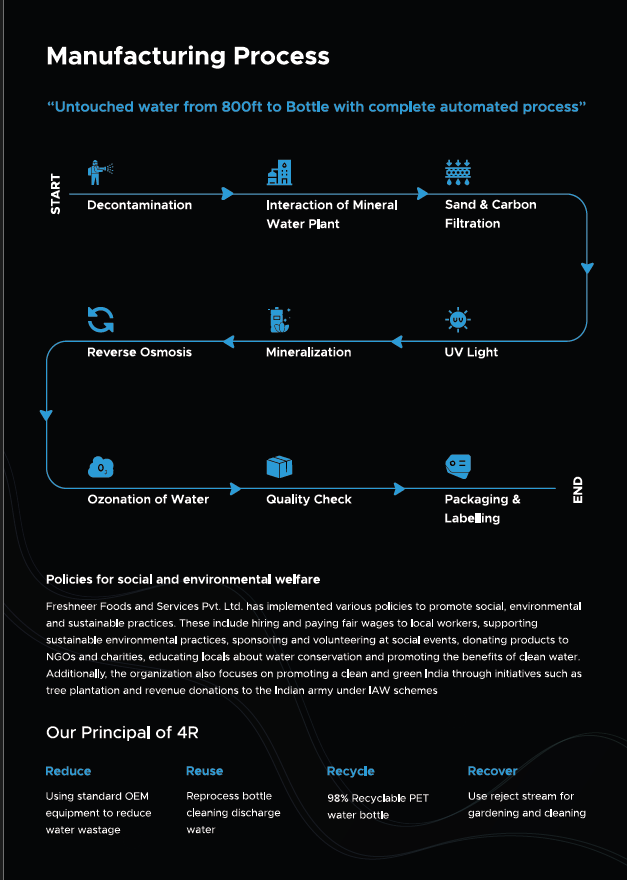 Manufacturing Process
“Untouched water from 800ft to Bottle with complete automated process”
START
Decontamination
Interaction of Mineral
Water Plant
Sand & Carbon
Filtration
UV
UV Light
Mineralization
Reverse Osmosis
O₃
Ozonation of Water
Quality Check
Packaging &
Labelling
END
Policies for social and environmental welfare
Freshneer Foods and Services Pvt. Ltd. has implemented various policies to promote social, environmental
and sustainable practices. These include hiring and paying fair wages to local workers, supporting
sustainable environmental practices, sponsoring and volunteering at social events, donating products to
NGOs and charities, educating locals about water conservation and promoting the benefits of clean water.
Additionally, the organization also focuses on promoting a clean and green India through initiatives such as
tree plantation and revenue donations to the Indian army under IAW schemes
Our Principal of 4R
Reduce
Using standard OEM
equipment to reduce
water wastage
Reuse
Reprocess bottle
cleaning discharge
water
Recycle
98% Recyclable PET
water bottle
Recover
Use reject stream for
gardening and cleaning